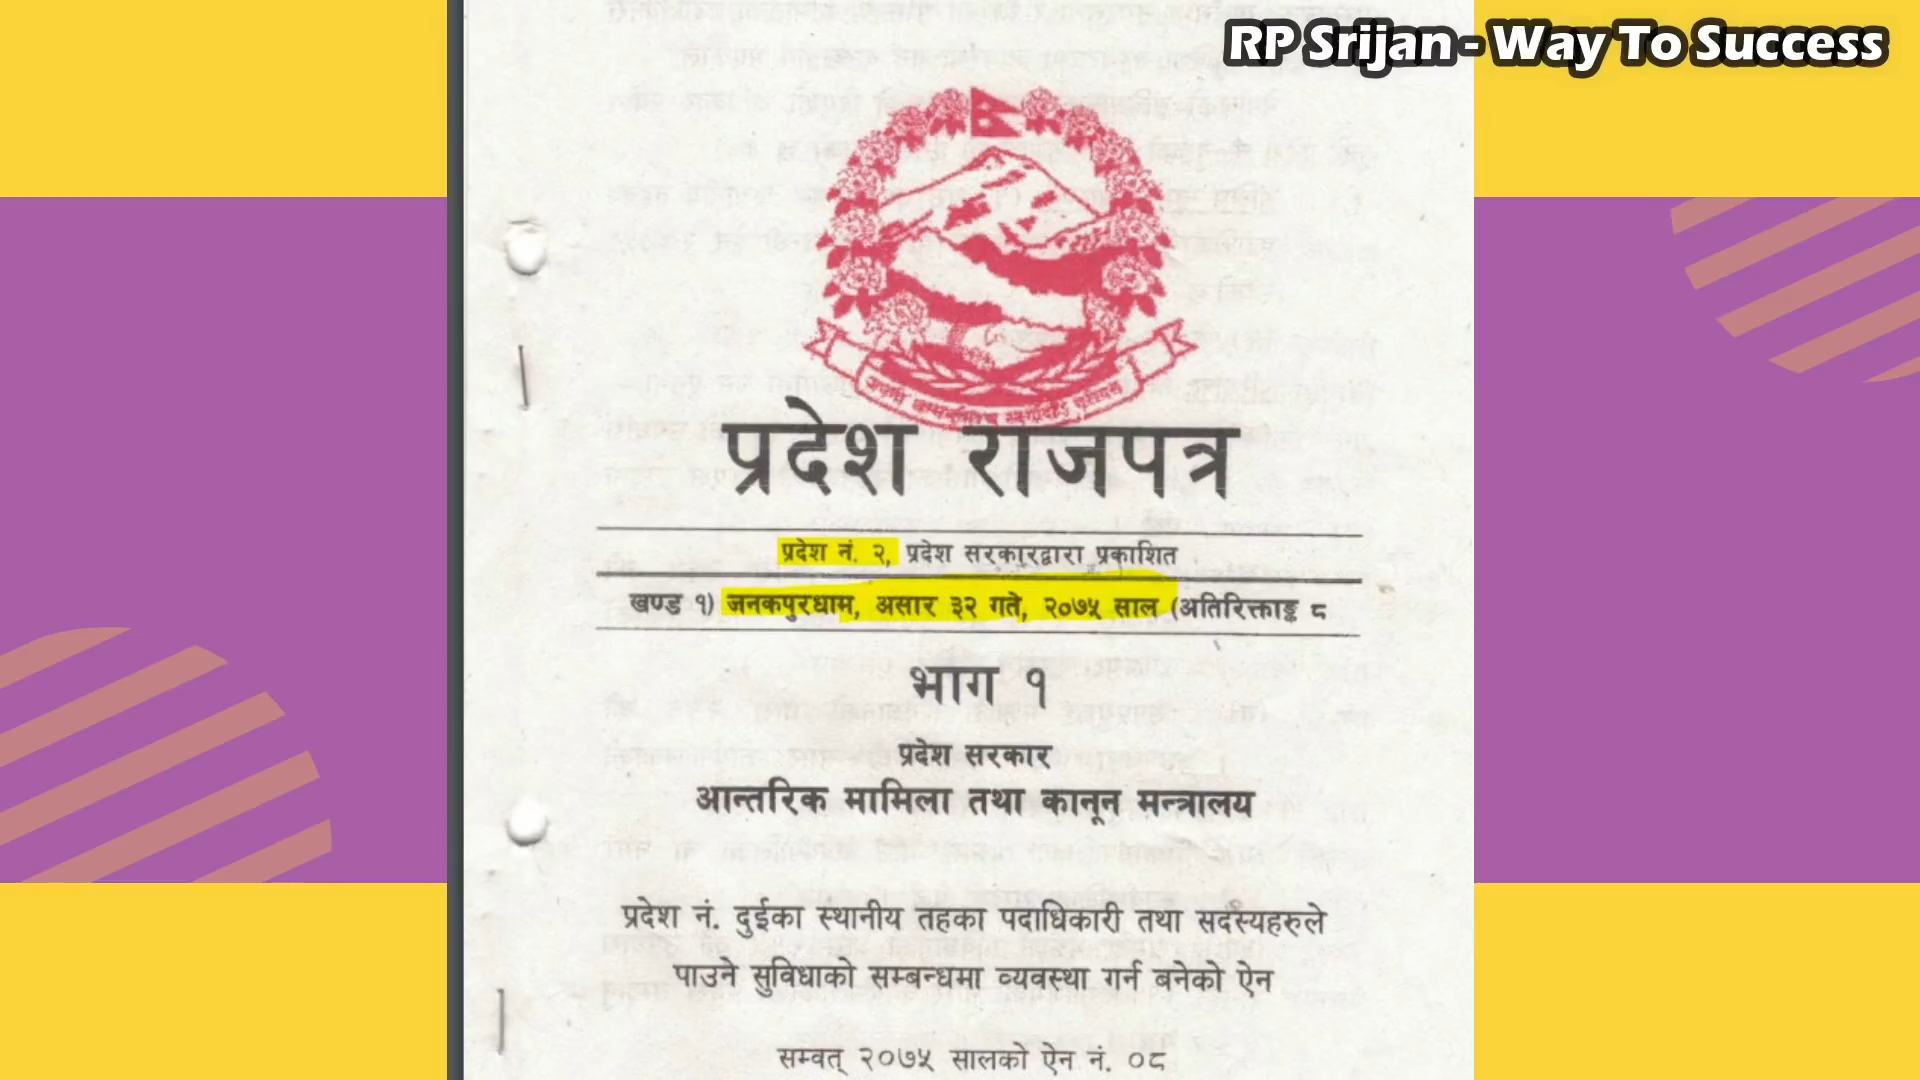 RP Srijan - Way To Success
प्रदेश राजपत्र
प्रदेश नं. २, प्रदेश सरकारद्वारा प्रकाशित
खण्ड १) जनकपुरधाम, असार ३२ गते, २०७५ साल (अतिरिक्ताङ्क ८
भाग १
प्रदेश सरकार
आन्तरिक मामिला तथा कानून मन्त्रालय
प्रदेश नं. दुईका स्थानीय तहका पदाधिकारी तथा सदस्यहरुले
पाउने सुविधाको सम्बन्धमा व्यवस्था गर्न बनेको ऐन
सम्वत् २०७५ सालको ऐन नं. ०८